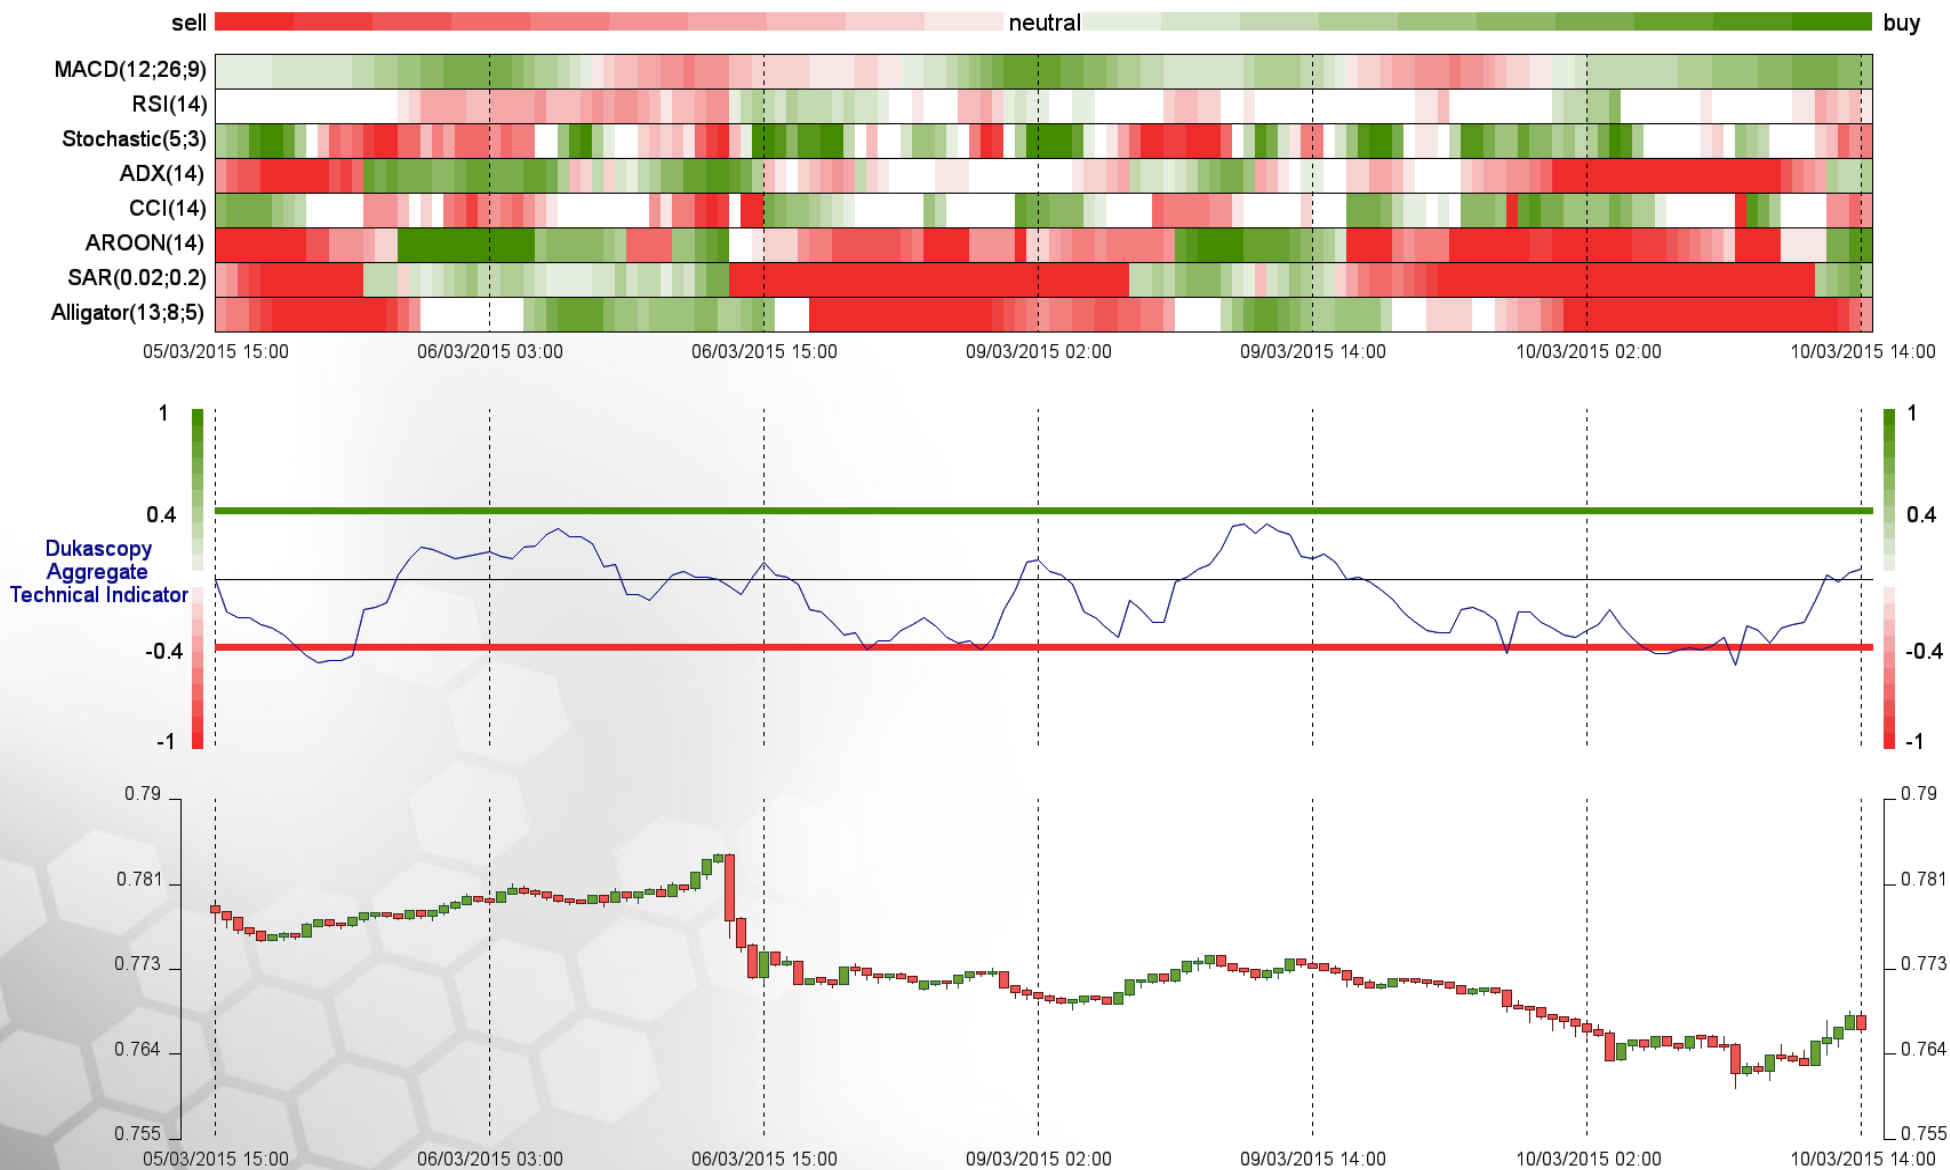 sell neutral buy
MACD(12;26;9)
RSI(14)
Stochastic(5;3)
ADX(14)
CCI(14)
AROON(14)
SAR(0.02;0.2)
Alligator(13;8;5)
05/03/2015 15:00 06/03/2015 03:00 06/03/2015 15:00 09/03/2015 02:00 09/03/2015 14:00 10/03/2015 02:00 10/03/2015 14:00
1 1
0.4 0.4
Dukascopy
Aggregate
Technical Indicator
-0.4 -0.4
-1 -1
0.79 0.79
0.781 0.781
0.773 0.773
0.764 0.764
0.755 0.755
05/03/2015 15:00 06/03/2015 03:00 06/03/2015 15:00 09/03/2015 02:00 09/03/2015 14:00 10/03/2015 02:00 10/03/2015 14:00